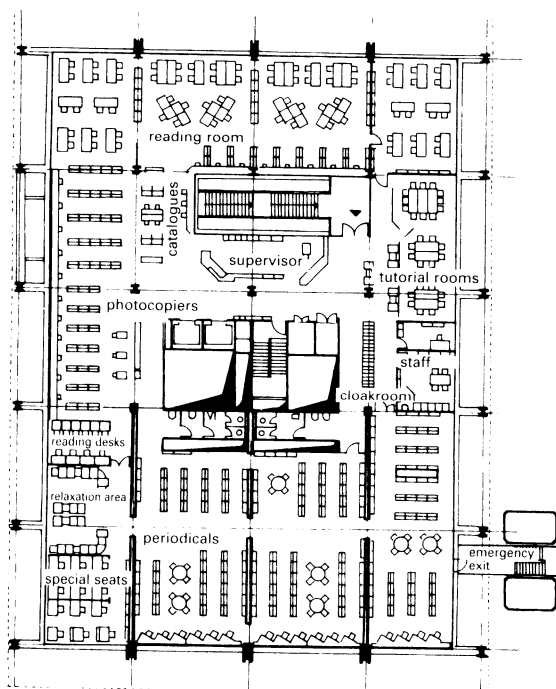 reading room
catalogues
supervisor
tutorial rooms
photocopiers
staff
cloakroom
reading desks
relaxation area
periodicals
emergency
exit
special seats